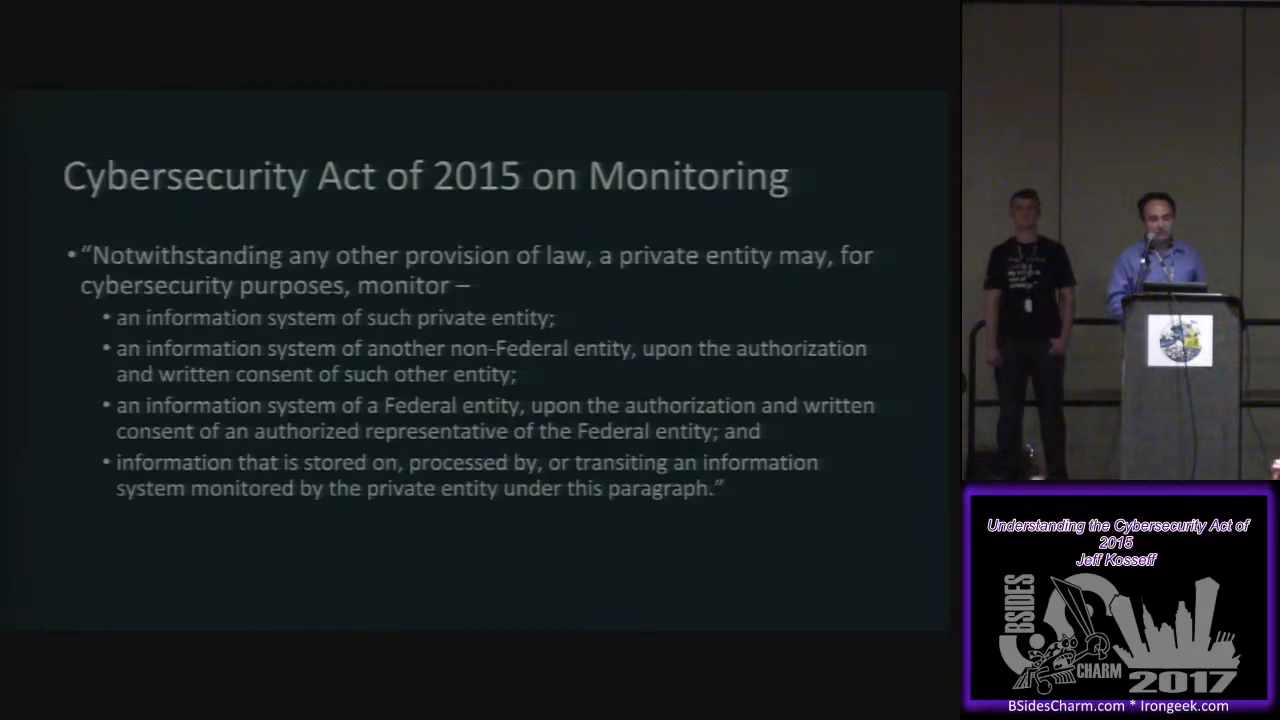 Cybersecurity Act of 2015 on Monitoring
• “Notwithstanding any other provision of law, a private entity may, for
cybersecurity purposes, monitor –
• an information system of such private entity;
• an information system of another non-Federal entity, upon the authorization
and written consent of such other entity;
• an information system of a Federal entity, upon the authorization and written
consent of an authorized representative of the Federal entity; and
• information that is stored on, processed by, or transiting an information
system monitored by the private entity under this paragraph.”
Understanding the Cybersecurity Act of
2015
Jeff Kosseff
BSIDES
CHARM
2017
BSidesCharm.com * Irongeek.com